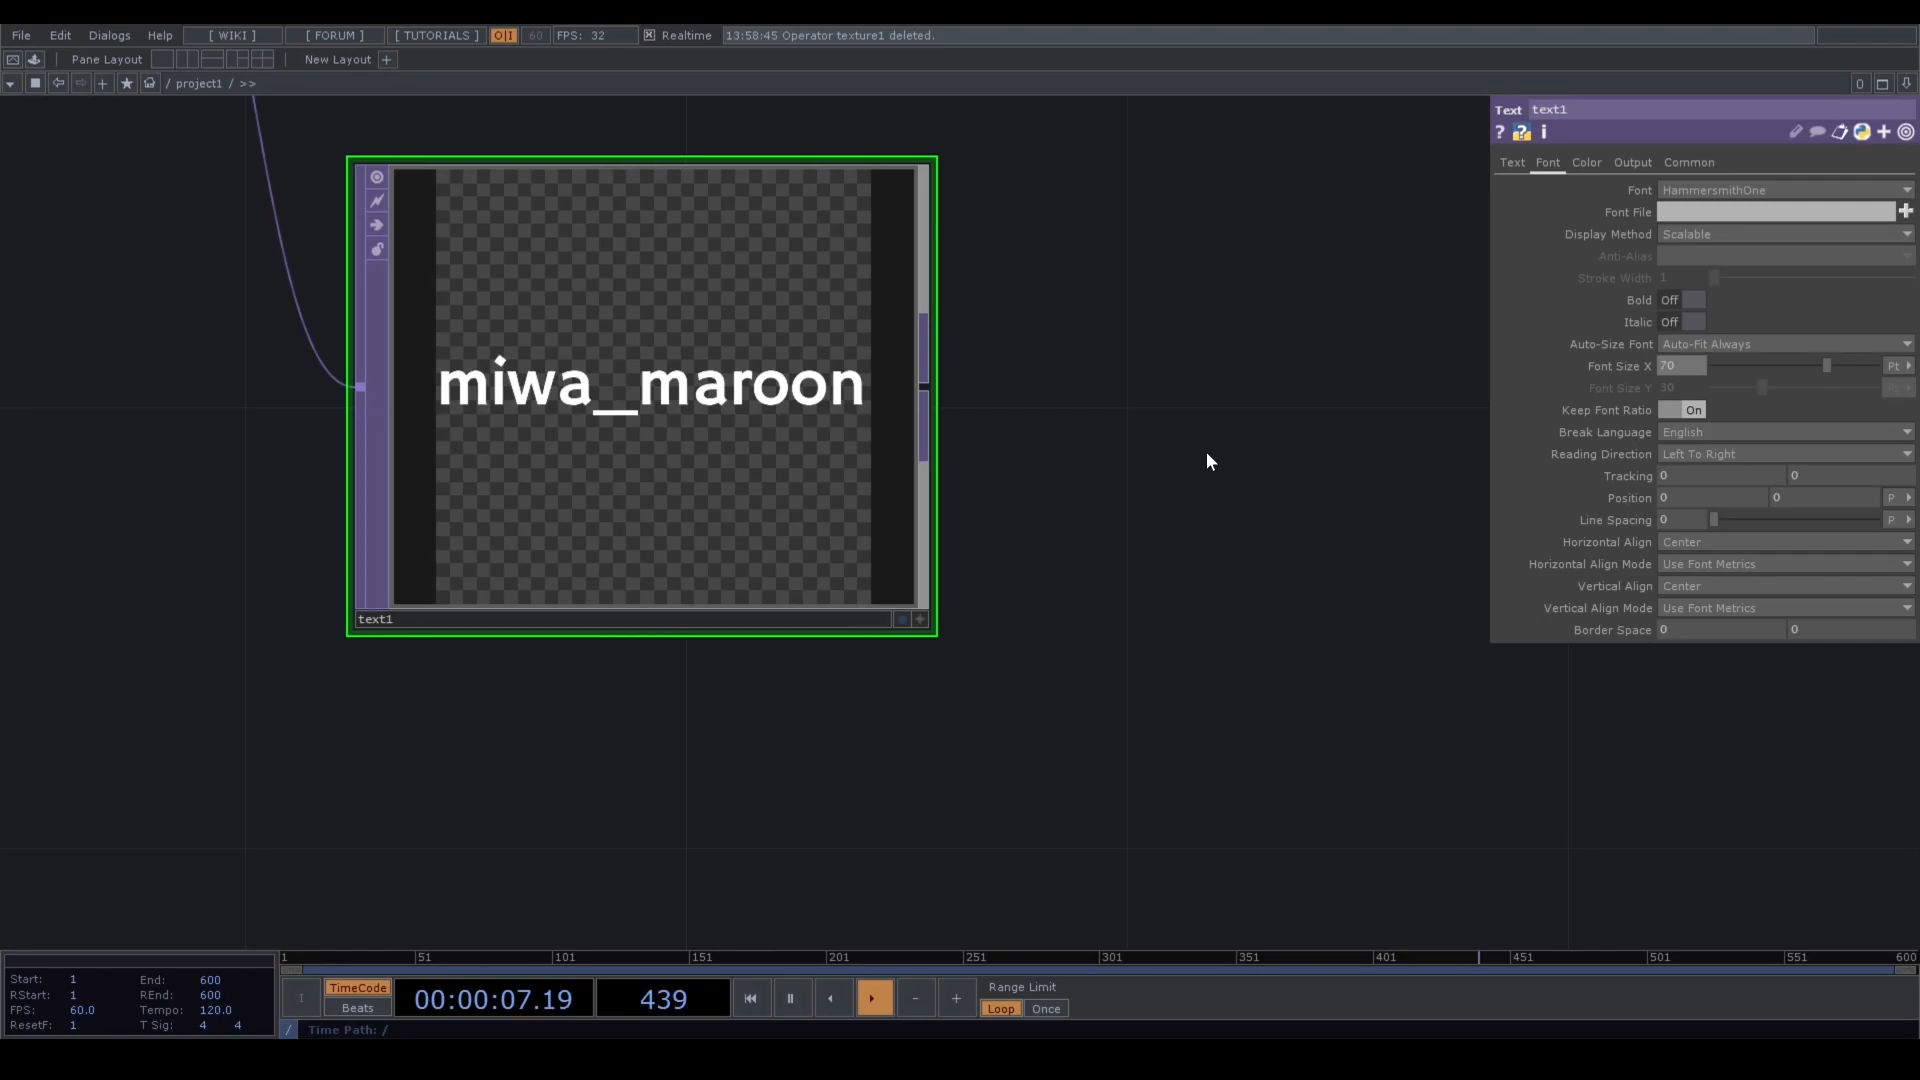 File Edit Dialogs Help [ WIKI ] [ FORUM ] [ TUTORIALS ] O|I 60 FPS: 32 Realtime 13:58:45 Operator texture1 deleted.
Pane Layout New Layout +
/ project1 / >> 0
Text text1
? ? i
Text Font Color Output Common
Font HammersmithOne
Font File
Display Method Scalable
Anti-Alias
Stroke Width 1
Bold Off
Italic Off
Auto-Size Font Auto-Fit Always
Font Size X 70 Pt
Font Size Y 30
Keep Font Ratio On
Break Language English
Reading Direction Left To Right
Tracking 0 0
Position 0 0 P
Line Spacing 0 P
Horizontal Align Center
Horizontal Align Mode Use Font Metrics
Vertical Align Center
Vertical Align Mode Use Font Metrics
Border Space 0 0
miwa_maroon
text1
1 51 101 151 201 251 301 351 401 451 501 551 600
Start: 1 End: 600
RStart: 1 REnd: 600
FPS: 60.0 Tempo: 120.0
ResetF: 1 T Sig: 4 4
I TimeCode
Beats
00:00:07.19 439
- +
Range Limit
Loop Once
/ Time Path: /